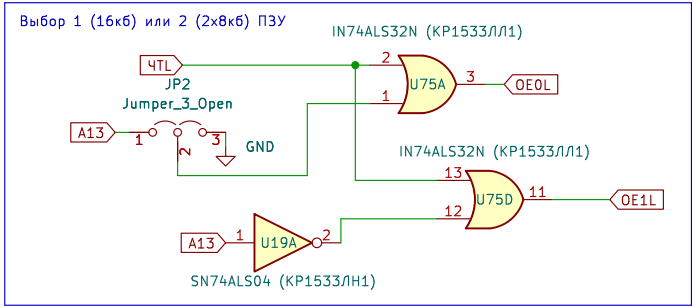 Выбор 1 (16кб) или 2 (2х8кб) ПЗУ
IN74ALS32N (КР1533ЛЛ1)
ЧТL
2
U75A
3
OE0L
JP2
Jumper_3_Open
1
A13
1
2
3
GND
IN74ALS32N (КР1533ЛЛ1)
13
U75D
11
OE1L
12
A13
1
U19A
2
SN74ALS04 (КР1533ЛН1)